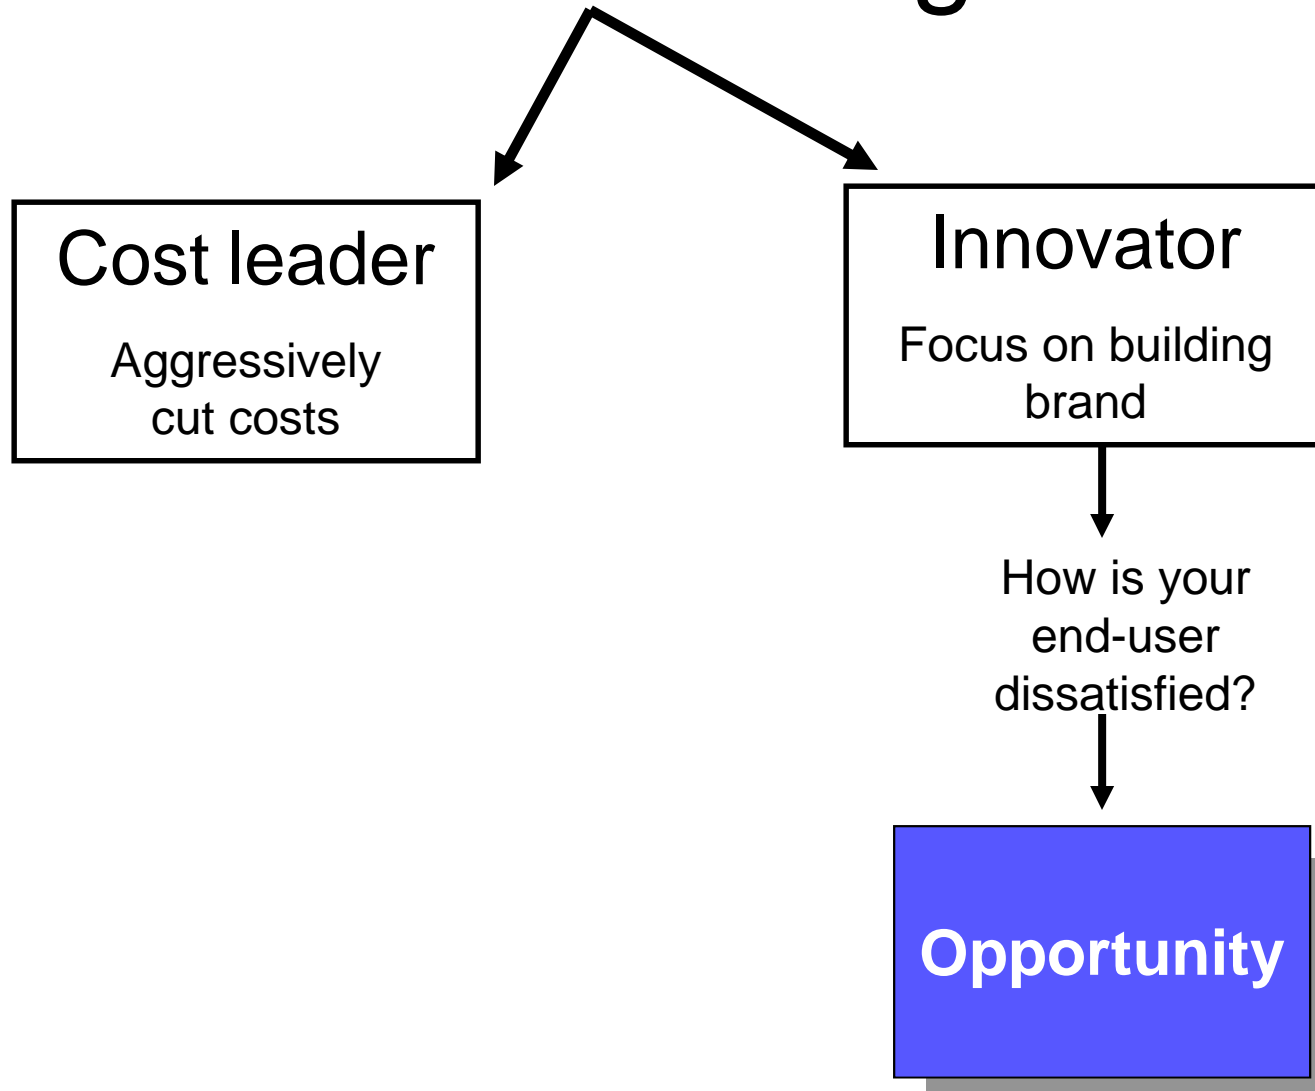 Cost leader
Aggressively
cut costs
Innovator
Focus on building
brand
How is your
end-user
dissatisfied?
Opportunity